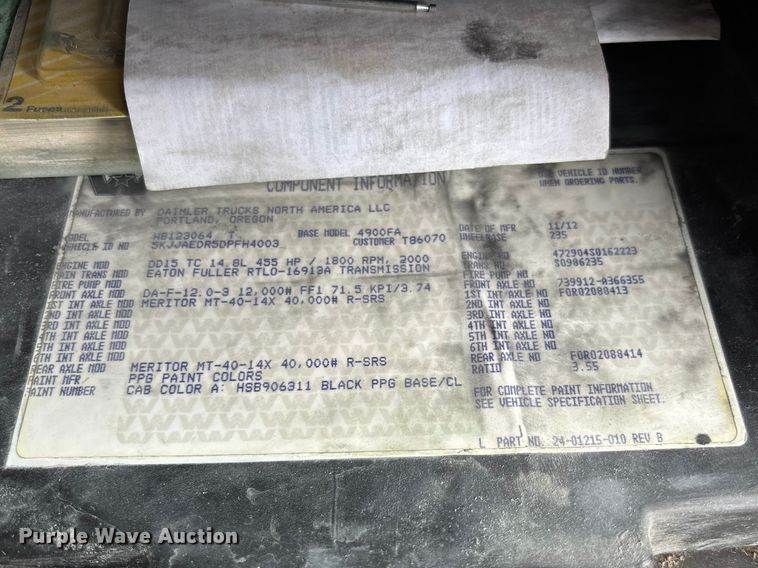 2 Fuses
COMPONENT INFORMATION
USE VEHICLE ID NUMBER
WHEN ORDERING PARTS.
MANUFACTURED BY DAIMLER TRUCKS NORTH AMERICA LLC
PORTLAND, OREGON
MODEL WB123064 T BASE MODEL 4900FA DATE OF MFR 11/12
VEHICLE ID NO 5KJJAEDR5DPFH4003 CUSTOMER T86070 WHEELBASE 235
ENGINE MOD DD15 TC 14.8L 455 HP / 1800 RPM, 2000 ENGINE NO 472904S0162223
TRAN TRANS MOD EATON FULLER RTLO-16913A TRANSMISSION TRANS NO S0986235
FIRE PUMP MOD FIRE PUMP NO
FRONT AXLE MOD DA-F-12.0-3 12,000# FF1 71.5 KPI/3.74 FRONT AXLE NO 739912-A366355
1ST INT AXLE MOD MERITOR MT-40-14X 40,000# R-SRS 1ST INT AXLE NO FOR02088413
2ND INT AXLE MOD 2ND INT AXLE NO
3RD INT AXLE MOD 3RD INT AXLE NO
4TH INT AXLE MOD 4TH INT AXLE NO
5TH INT AXLE MOD 5TH INT AXLE NO
6TH INT AXLE MOD 6TH INT AXLE NO
REAR AXLE MOD MERITOR MT-40-14X 40,000# R-SRS REAR AXLE NO FOR02088414
PAINT MFR PPG PAINT COLORS RATIO 3.55
PAINT NUMBER CAB COLOR A: HSB906311 BLACK PPG BASE/CL
FOR COMPLETE PAINT INFORMATION
SEE VEHICLE SPECIFICATION SHEET.
PART NO. 24-01215-010 REV B
Purple Wave Auction